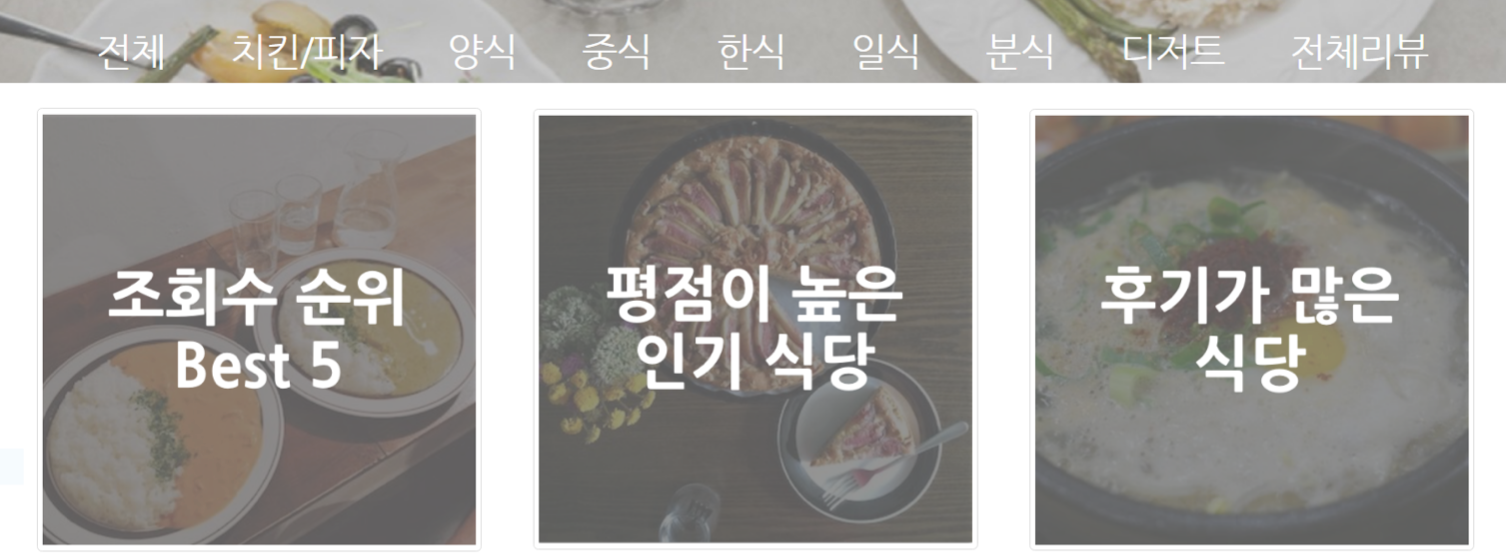 전체 치킨/피자 양식 중식 한식 일식 분식 디저트 전체리뷰
조회수 순위
Best 5
평점이 높은
인기 식당
후기가 많은
식당